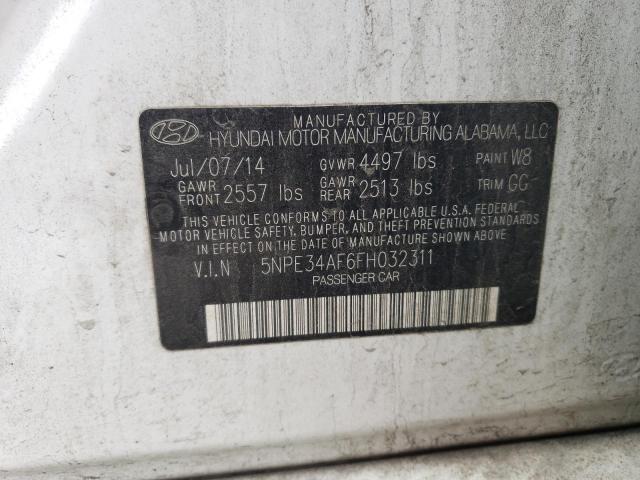 MANUFACTURED BY
HYUNDAI MOTOR MANUFACTURING ALABAMA, LLC
Jul/07/14 GVWR 4497 lbs PAINT W8
GAWR FRONT 2557 lbs GAWR REAR 2513 lbs TRIM GG
THIS VEHICLE CONFORMS TO ALL APPLICABLE U.S.A. FEDERAL
MOTOR VEHICLE SAFETY, BUMPER, AND THEFT PREVENTION STANDARDS
IN EFFECT ON THE DATE OF MANUFACTURE SHOWN ABOVE.
V.I.N 5NPE34AF6FH032311
PASSENGER CAR